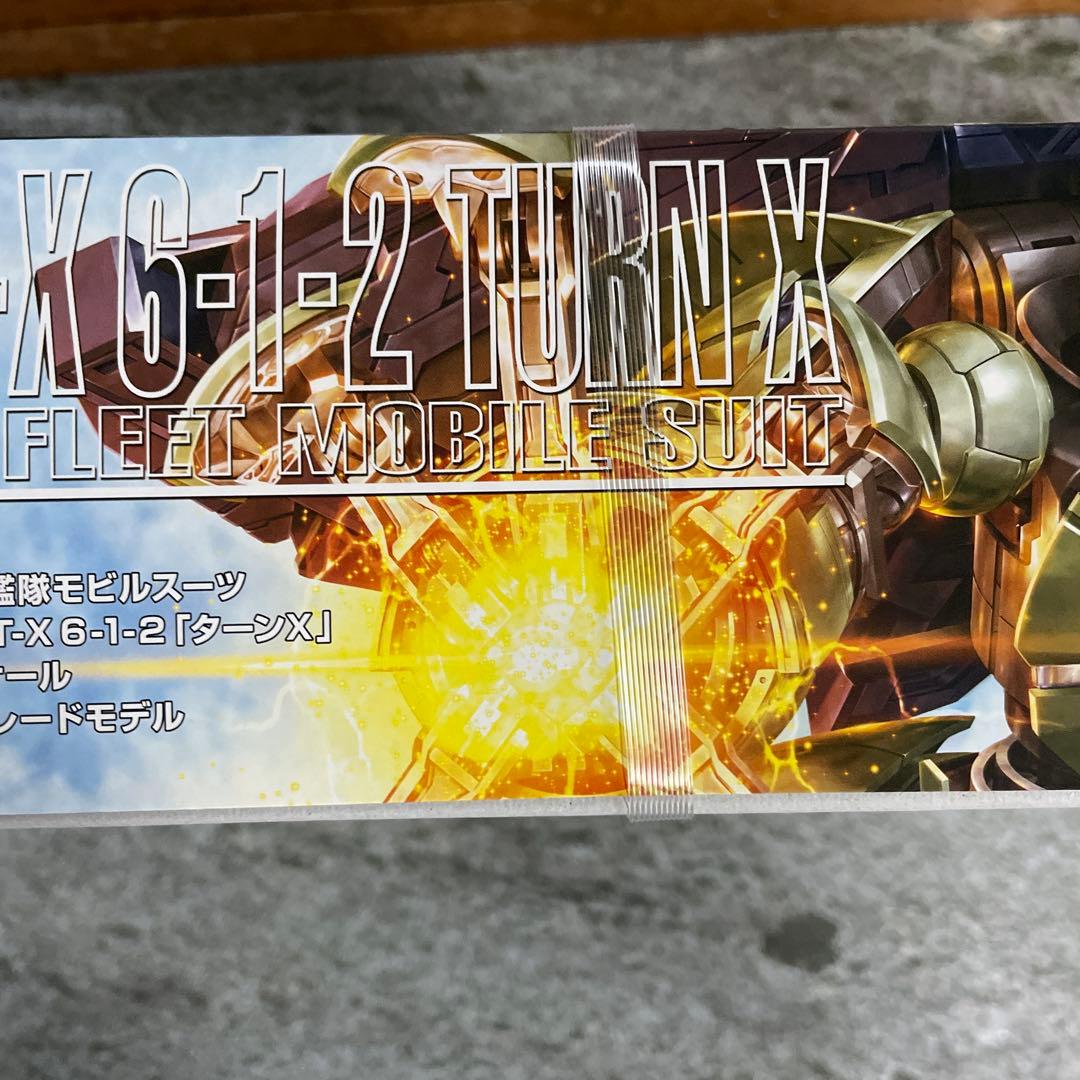 -X 6-1-2 TURN X
FLEET MOBILE SUIT
艦隊モビルスーツ
T-X 6-1-2「ターンX」
ール
レードモデル